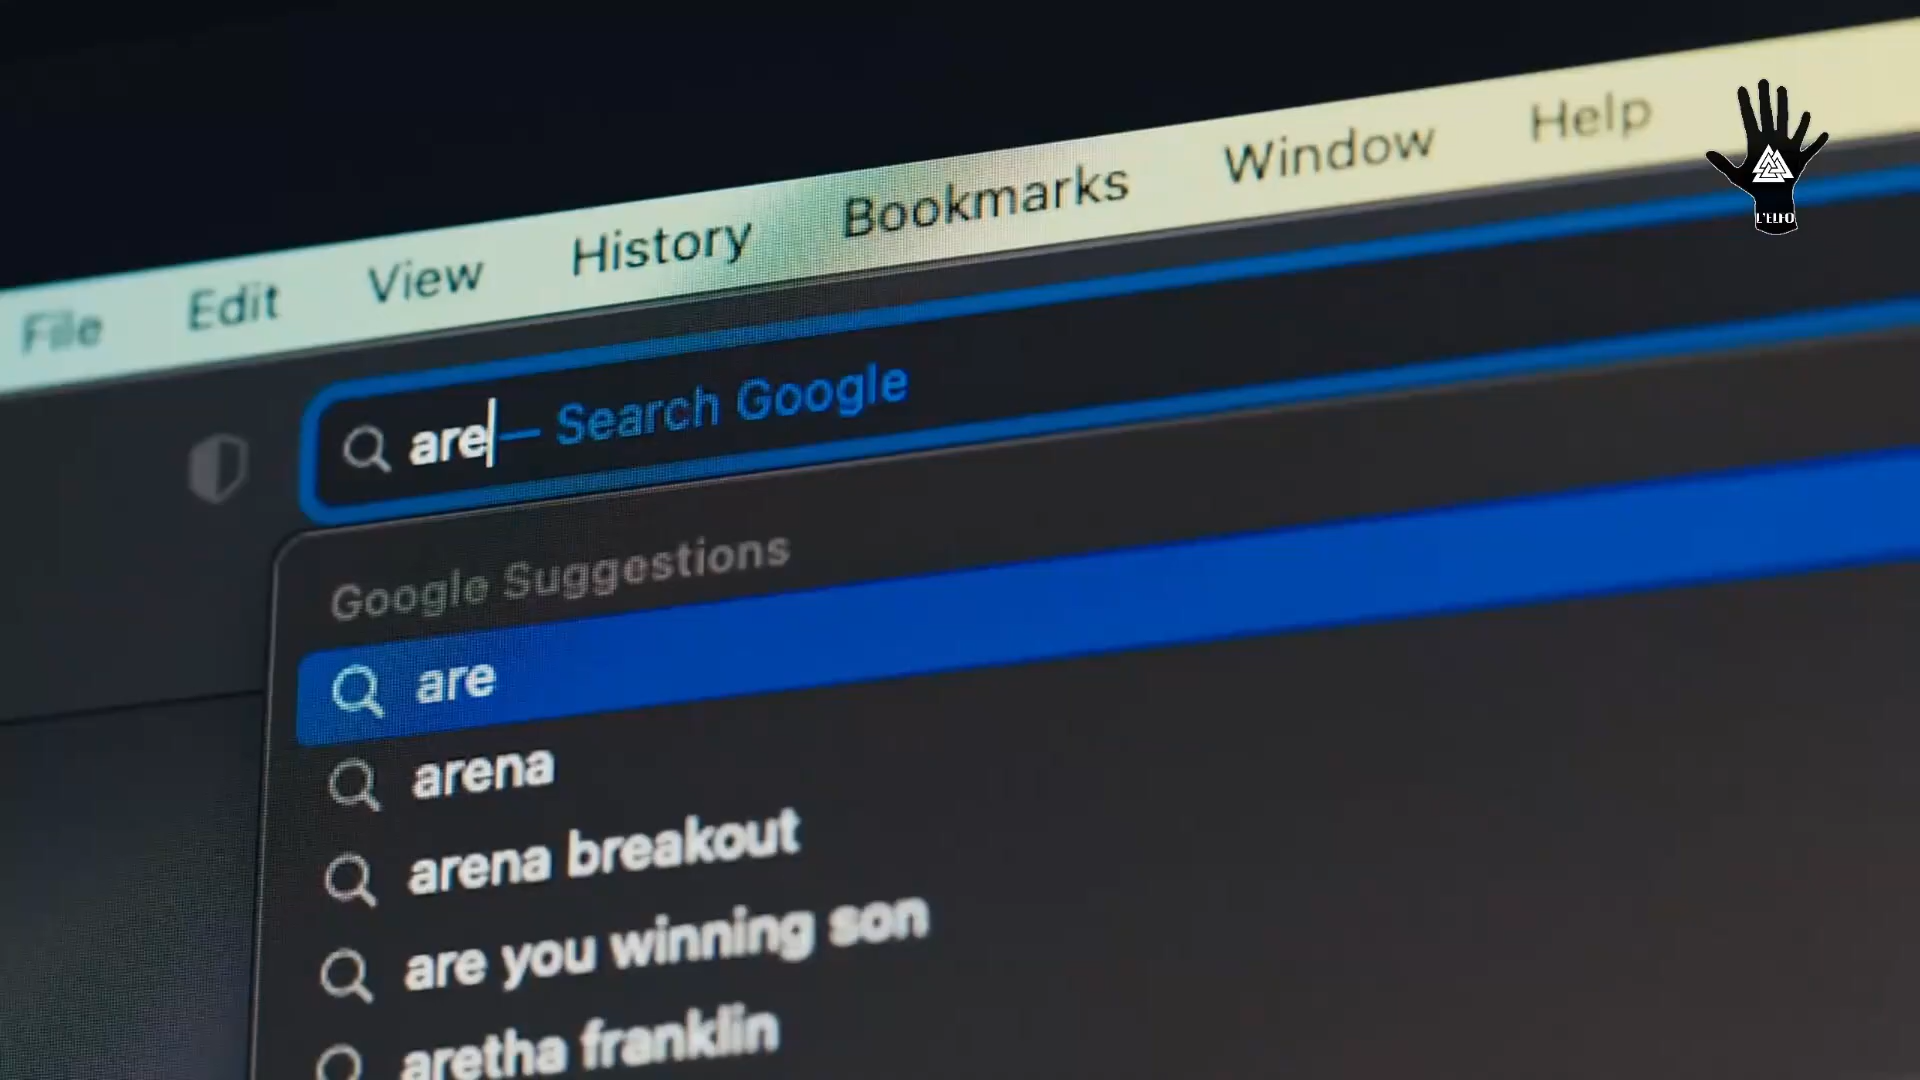 File Edit View History Bookmarks Window Help
L'ELFO
are — Search Google
Google Suggestions
are
arena
arena breakout
are you winning son
aretha franklin